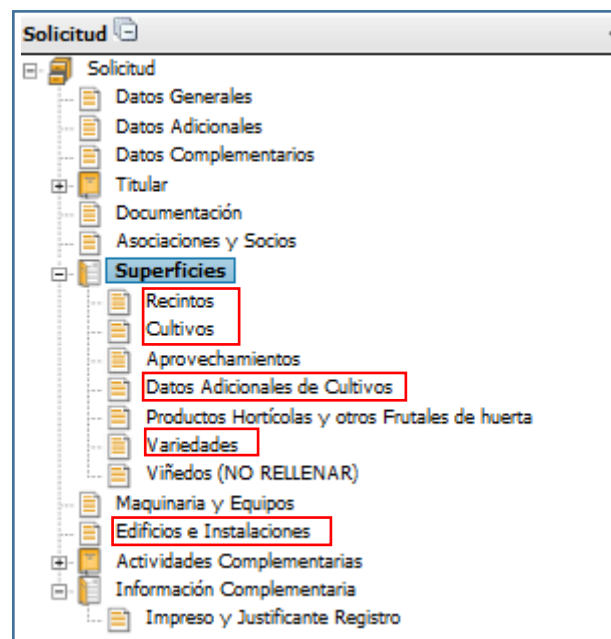 Solicitud
Solicitud
Datos Generales
Datos Adicionales
Datos Complementarios
Titular
Documentación
Asociaciones y Socios
Superficies
Recintos
Cultivos
Aprovechamientos
Datos Adicionales de Cultivos
Productos Hortícolas y otros Frutales de huerta
Variedades
Viñedos (NO RELLENAR)
Maquinaria y Equipos
Edificios e Instalaciones
Actividades Complementarias
Información Complementaria
Impreso y Justificante Registro